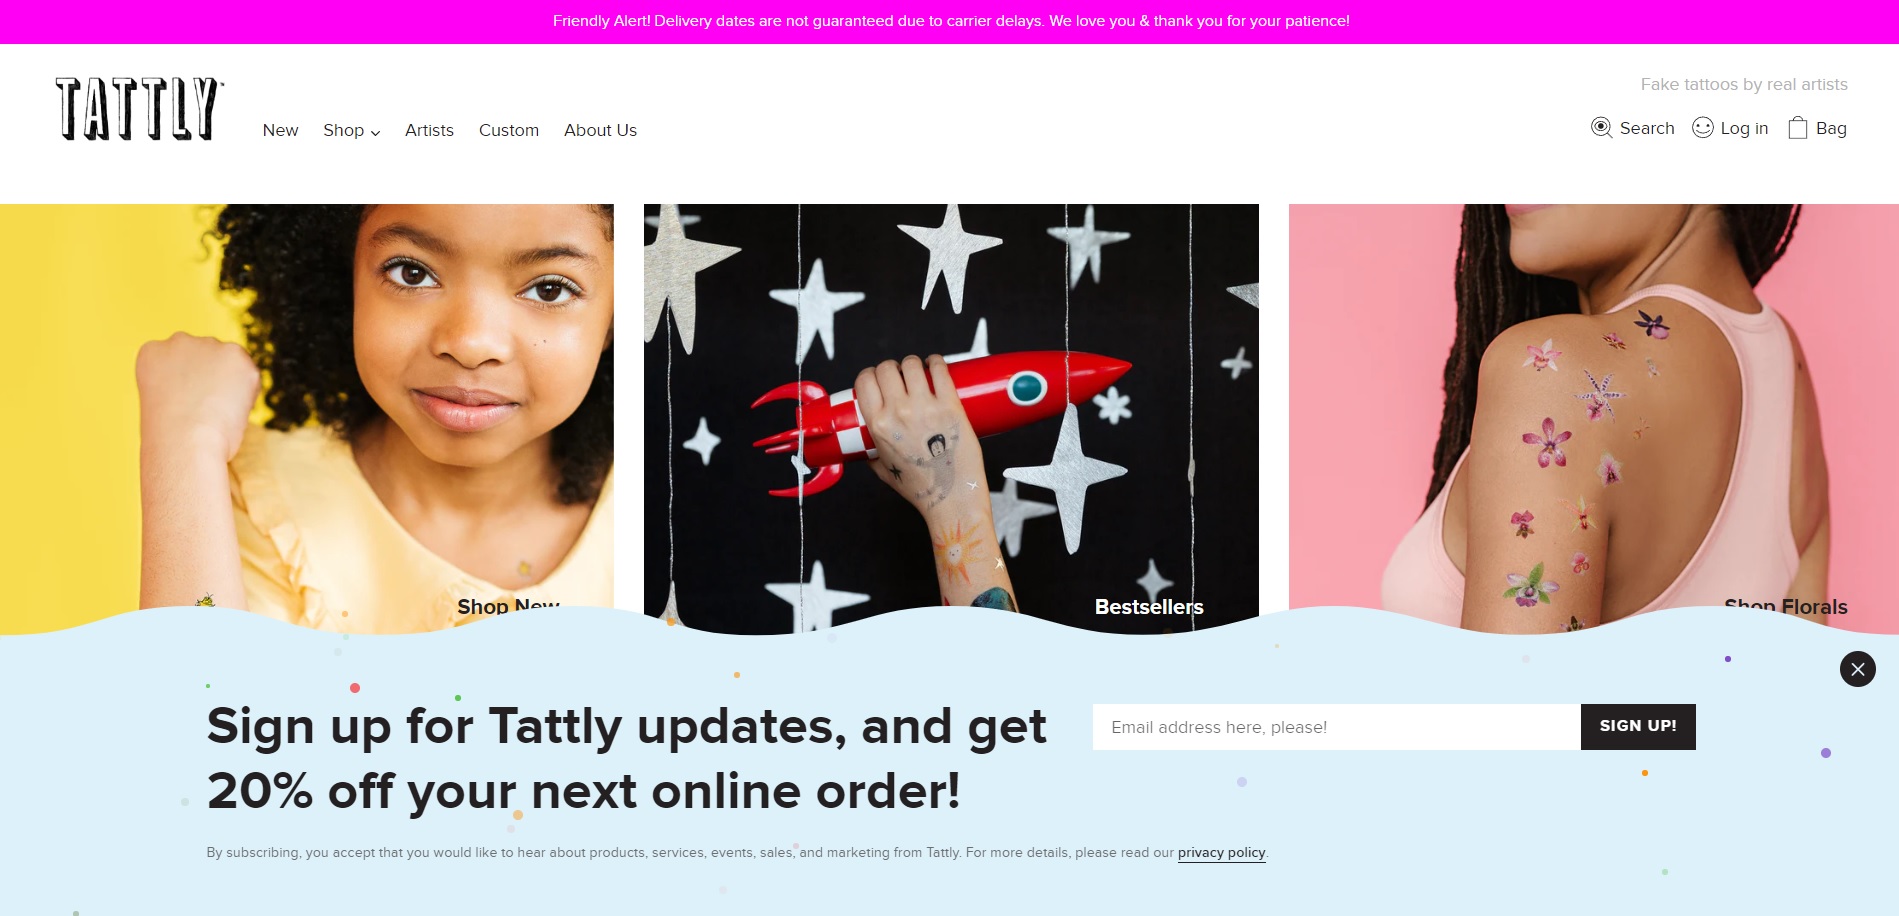 Friendly Alert! Delivery dates are not guaranteed due to carrier delays. We love you & thank you for your patience!
TATTLY
Fake tattoos by real artists
New Shop Artists Custom About Us
Search Log in Bag
Shop New
Bestsellers
Shop Florals
Sign up for Tattly updates, and get
20% off your next online order!
Email address here, please!
SIGN UP!
By subscribing, you accept that you would like to hear about products, services, events, sales, and marketing from Tattly. For more details, please read our privacy policy.